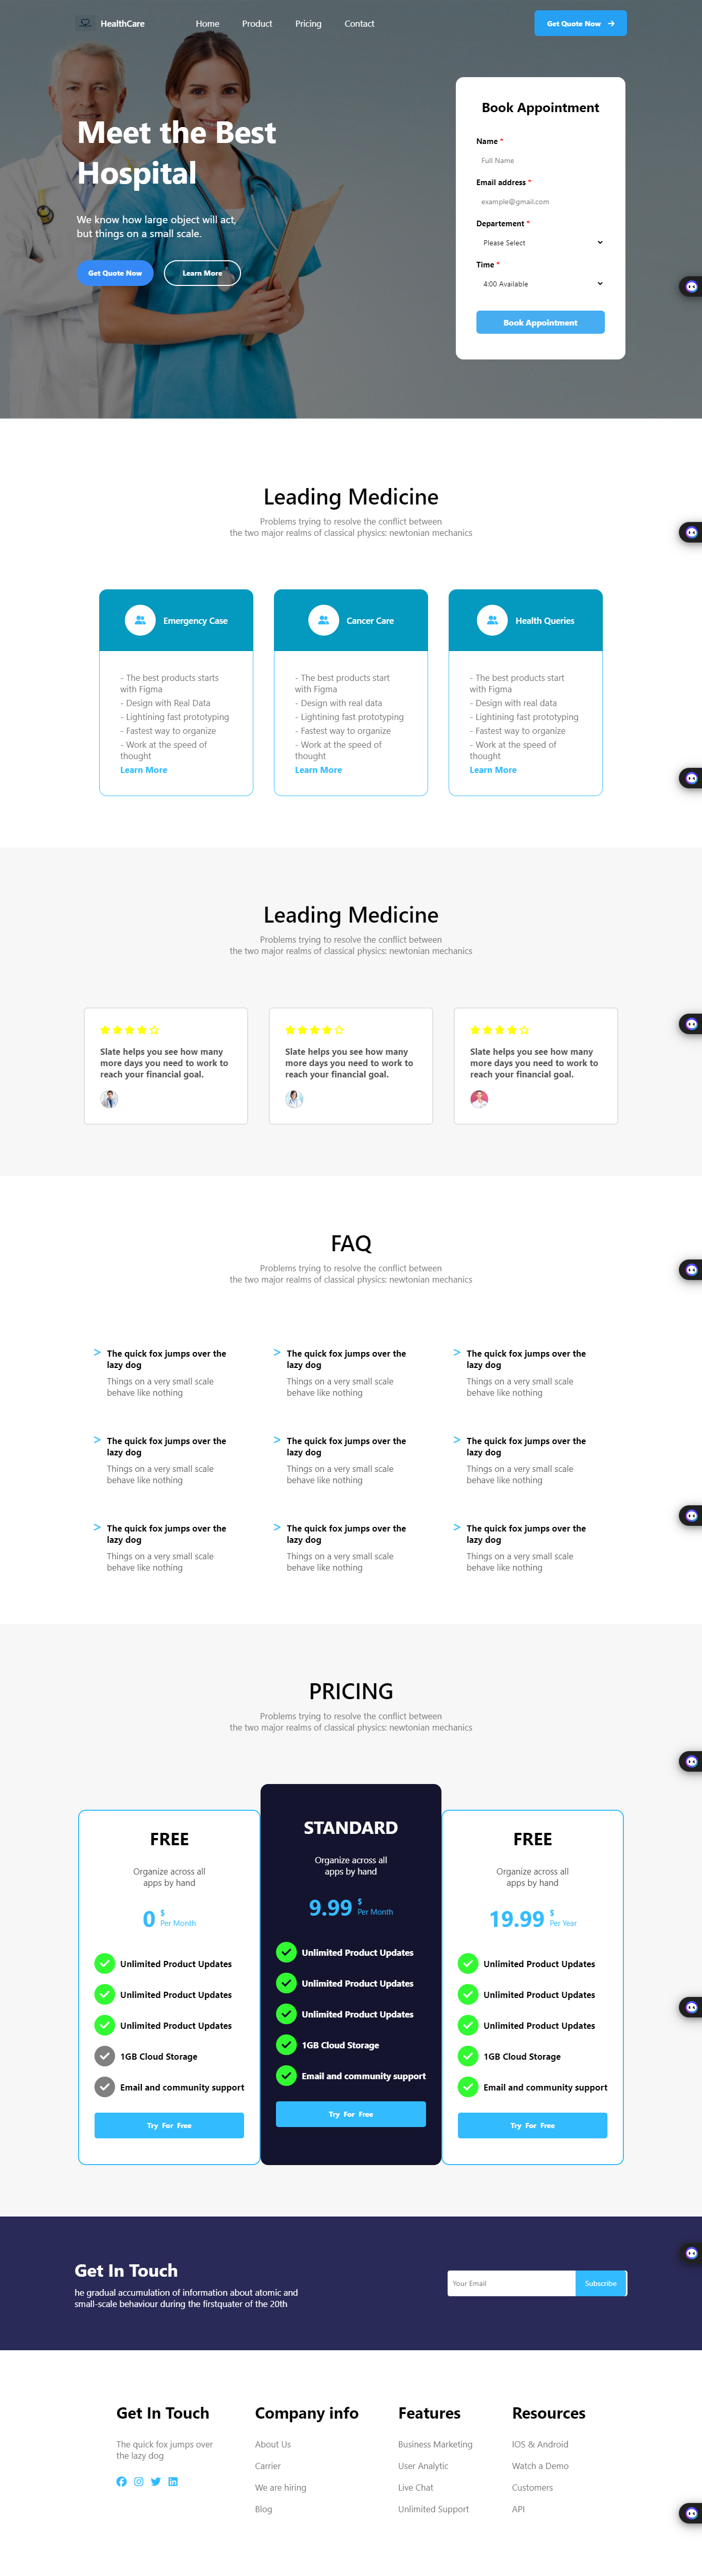 HealthCare
Home
Product
Pricing
Contact
Get Quote Now
Meet the Best
Hospital
We know how large object will act,
but things on a small scale.
Get Quote Now
Learn More
Book Appointment
Name *
Full Name
Email address *
example@gmail.com
Departement *
Please Select
Time *
4:00 Available
Book Appointment
Leading Medicine
Problems trying to resolve the conflict between
the two major realms of classical physics: newtonian mechanics
Emergency Case
- The best products starts
with Figma
- Design with Real Data
- Lightining fast prototyping
- Fastest way to organize
- Work at the speed of
thought
Learn More
Cancer Care
- The best products start
with Figma
- Design with real data
- Lightining fast prototyping
- Fastest way to organize
- Work at the speed of
thought
Learn More
Health Queries
- The best products start
with Figma
- Design with real data
- Lightining fast prototyping
- Fastest way to organize
- Work at the speed of
thought
Learn More
Leading Medicine
Problems trying to resolve the conflict between
the two major realms of classical physics: newtonian mechanics
Slate helps you see how many
more days you need to work to
reach your financial goal.
Slate helps you see how many
more days you need to work to
reach your financial goal.
Slate helps you see how many
more days you need to work to
reach your financial goal.
FAQ
Problems trying to resolve the conflict between
the two major realms of classical physics: newtonian mechanics
> The quick fox jumps over the
lazy dog
Things on a very small scale
behave like nothing
> The quick fox jumps over the
lazy dog
Things on a very small scale
behave like nothing
> The quick fox jumps over the
lazy dog
Things on a very small scale
behave like nothing
> The quick fox jumps over the
lazy dog
Things on a very small scale
behave like nothing
> The quick fox jumps over the
lazy dog
Things on a very small scale
behave like nothing
> The quick fox jumps over the
lazy dog
Things on a very small scale
behave like nothing
> The quick fox jumps over the
lazy dog
Things on a very small scale
behave like nothing
> The quick fox jumps over the
lazy dog
Things on a very small scale
behave like nothing
> The quick fox jumps over the
lazy dog
Things on a very small scale
behave like nothing
PRICING
Problems trying to resolve the conflict between
the two major realms of classical physics: newtonian mechanics
FREE
Organize across all
apps by hand
0 $
Per Month
Unlimited Product Updates
Unlimited Product Updates
Unlimited Product Updates
1GB Cloud Storage
Email and community support
Try For Free
STANDARD
Organize across all
apps by hand
9.99 $
Per Month
Unlimited Product Updates
Unlimited Product Updates
Unlimited Product Updates
1GB Cloud Storage
Email and community support
Try For Free
FREE
Organize across all
apps by hand
19.99 $
Per Year
Unlimited Product Updates
Unlimited Product Updates
Unlimited Product Updates
1GB Cloud Storage
Email and community support
Try For Free
Get In Touch
he gradual accumulation of information about atomic and
small-scale behaviour during the firstquater of the 20th
Your Email
Subscribe
Get In Touch
The quick fox jumps over
the lazy dog
Company info
About Us
Carrier
We are hiring
Blog
Features
Business Marketing
User Analytic
Live Chat
Unlimited Support
Resources
IOS & Android
Watch a Demo
Customers
API